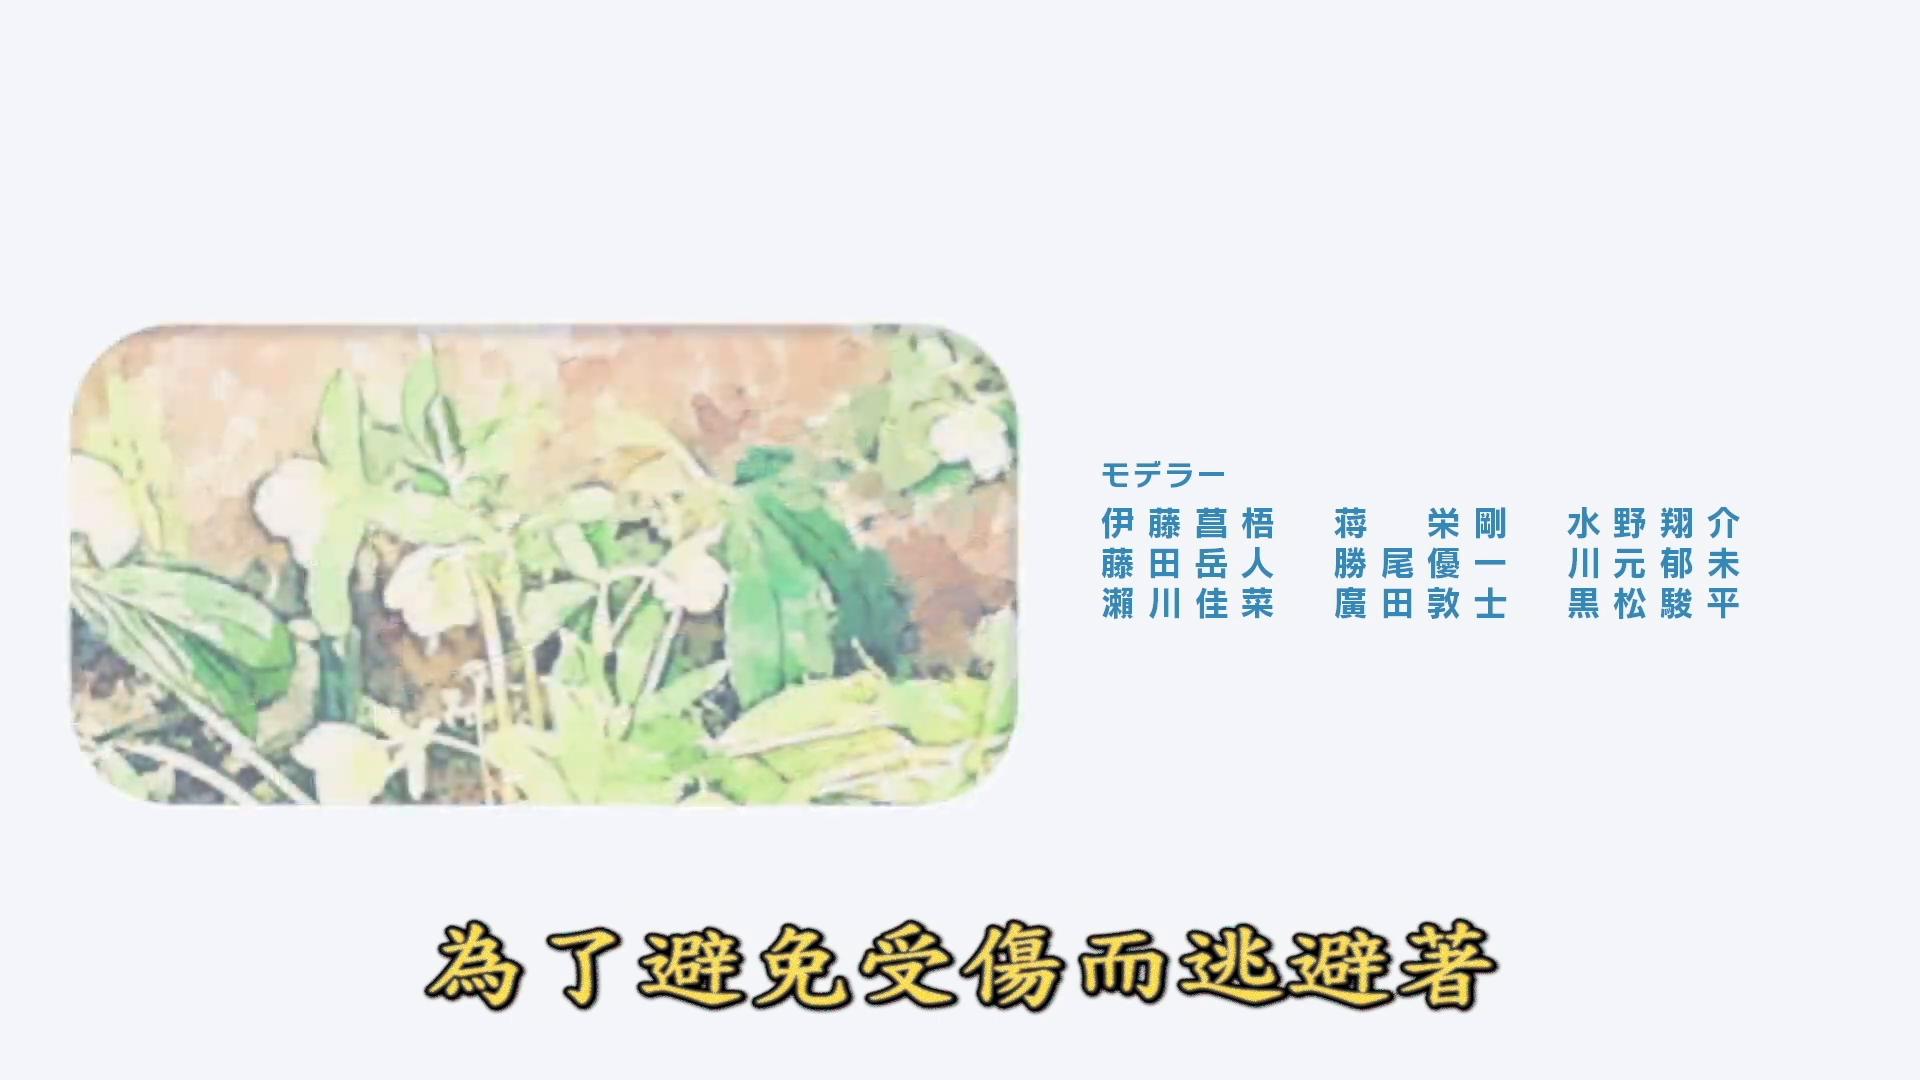 モデラー
伊藤菖梧 蒋 栄剛 水野翔介
藤田岳人 勝尾優一 川元郁未
瀬川佳菜 廣田敦士 黒松駿平
為了避免受傷而逃避著